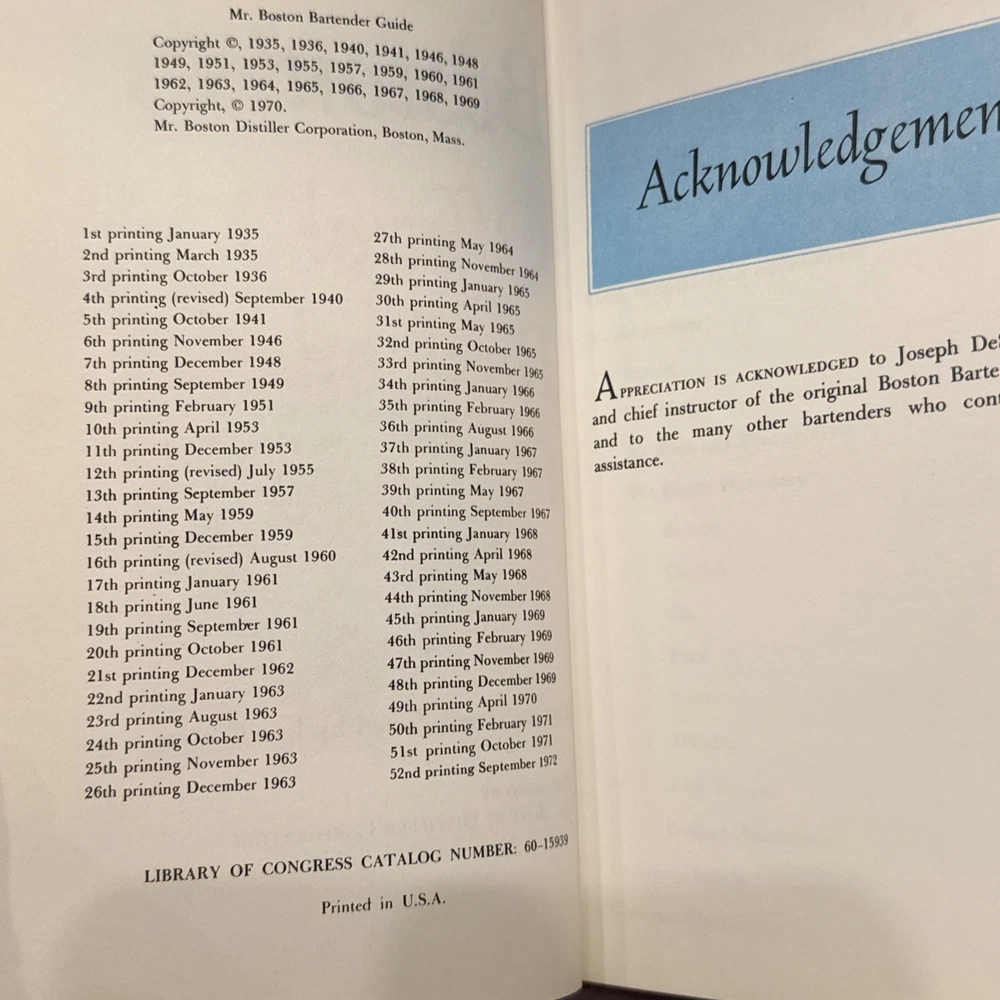 Mr. Boston Bartender Guide
Copyright ©, 1935, 1936, 1940, 1941, 1946, 1948
1949, 1951, 1953, 1955, 1957, 1959, 1960, 1961
1962, 1963, 1964, 1965, 1966, 1967, 1968, 1969
Copyright, © 1970.
Mr. Boston Distiller Corporation, Boston, Mass.
1st printing January 1935
2nd printing March 1935
3rd printing October 1936
4th printing (revised) September 1940
5th printing October 1941
6th printing November 1946
7th printing December 1948
8th printing September 1949
9th printing February 1951
10th printing April 1953
11th printing December 1953
12th printing (revised) July 1955
13th printing September 1957
14th printing May 1959
15th printing December 1959
16th printing (revised) August 1960
17th printing January 1961
18th printing June 1961
19th printing September 1961
20th printing October 1961
21st printing December 1962
22nd printing January 1963
23rd printing August 1963
24th printing October 1963
25th printing November 1963
26th printing December 1963
27th printing May 1964
28th printing November 1964
29th printing January 1965
30th printing April 1965
31st printing May 1965
32nd printing October 1965
33rd printing November 1965
34th printing January 1966
35th printing February 1966
36th printing August 1966
37th printing January 1967
38th printing February 1967
39th printing May 1967
40th printing September 1967
41st printing January 1968
42nd printing April 1968
43rd printing May 1968
44th printing November 1968
45th printing January 1969
46th printing February 1969
47th printing November 1969
48th printing December 1969
49th printing April 1970
50th printing February 1971
51st printing October 1971
52nd printing September 1972
LIBRARY OF CONGRESS CATALOG NUMBER: 60-15939
Printed in U.S.A.
Acknowledgemen
APPRECIATION IS ACKNOWLEDGED to Joseph De
and chief instructor of the original Boston Barte
and to the many other bartenders who con
assistance.